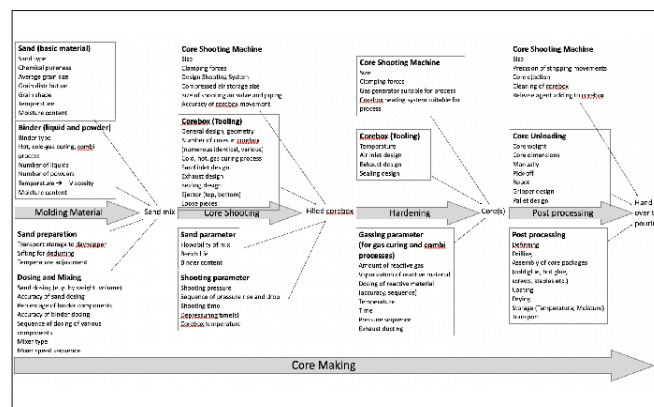 Sand (basic material)
Sand type
Chemical pureness
Average grain size
Grain distribution
Grain shape
Temperature
Moisture content
Binder (liquid and powder)
Binder type
Hot, cold-gas curing, combi
process
Number of liquids
Number of powders
Temperature → Viscosity
Moisture content
Molding Material
Sand preparation
Transport storage to dayhopper
Sifting for dedusting
Temperature adjustment
Dosing and Mixing
Sand dosing (e.g. by weight, volume)
Accuracy of sand dosing
Percentage of binder components
Accuracy of binder dosing
Sequence of dosing of various
components
Mixer type
Mixer speed sequence
Sand mix
Core Shooting Machine
Size
Clamping forces
Design Shooting System
Compressed air storage size
Size of shooting air valve and piping
Accuracy of corebox movement
Corebox (Tooling)
General design, geometry
Number of cores in corebox
(numerous identical, various)
Cold, hot, gas curing process
Sand inlet design
Exhaust design
Sealing design
Ejector (top, bottom)
Loose pieces
Core Shooting
Sand parameter
Flowability of mix
Bench life
Binder content
Shooting parameter
Shooting pressure
Sequence of pressure rise and drop
Shooting time
Depressuring time(s)
Corebox temperature
Filled corebox
Core Shooting Machine
Size
Clamping forces
Gas generator suitable for process
Corebox heating system suitable for
process
Corebox (Tooling)
Temperature
Air inlet design
Exhaust design
Sealing design
Hardening
Gassing parameter
(for gas curing and combi
processes)
Amount of reactive gas
Vaporization of reactive material
Dosing of reactive material
(accuracy, sequence)
Temperature
Time
Pressure sequence
Exhaust ducting
Core(s)
Core Shooting Machine
Size
Precision of stripping movements
Core ejection
Cleaning of corebox
Release agent adding to corebox
Core Unloading
Core weight
Core dimensions
Manually
Pick-off
Robot
Gripper design
Pallet design
Post processing
Post processing
Definning
Drilling
Assembly of core packages
(cold glue, hot glue,
screws, staples etc.)
Coating
Drying
Storage (Temperature, Moisture)
Transport
Hand
over t
pouri
Core Making